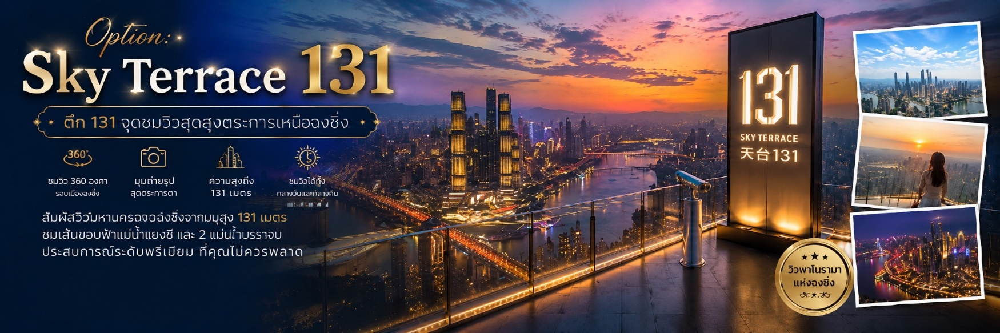 Option:
Sky Terrace 131
ตึก 131 จุดชมวิวสุดสูงตระการเหนือฉงชิ่ง
360°
ชมวิว 360 องศา
รอบเมืองฉงชิ่ง
มุมถ่ายรูป
สุดตระการตา
ความสูงถึง
131 เมตร
ชมวิวได้ทั้ง
กลางวันและกลางคืน
สัมผัสวิวมหานครฉงชิ่งจากมุมสูง 131 เมตร
ชมเส้นขอบฟ้าแม่น้ำแยงซี และ 2 แม่น้ำบรรจบ
ประสบการณ์ระดับพรีเมียม ที่คุณไม่ควรพลาด
131
SKY TERRACE
天台131
วิวพาโนรามา
แห่งฉงชิ่ง